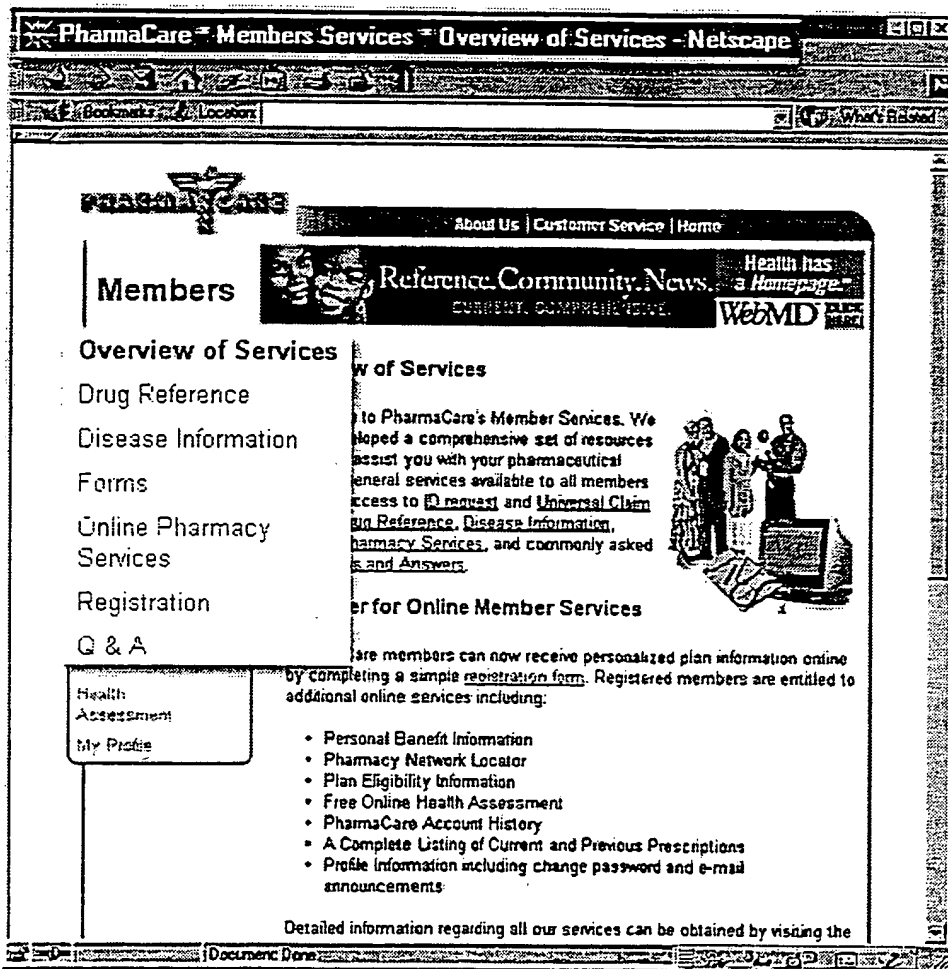 PharmaCare - Members Services - Overview of Services - Netscape
Bookmarks Location
What's Related
PHARMACARE
About Us | Customer Service | Home
Members
Reference.Community.News.
CURRENT. COMPREHENSIVE.
Health has
a Homepage.™
WebMD CLICK HERE!
Overview of Services
Drug Reference
Disease Information
Forms
Online Pharmacy
Services
Registration
Q & A
Health
Assessment
My Profile
w of Services
to PharmaCare's Member Services. We
eloped a comprehensive set of resources
assist you with your pharmaceutical
eneral services available to all members
ccess to ID request and Universal Claim
ug Reference, Disease Information,
harmacy Services, and commonly asked
s and Answers.
er for Online Member Services
are members can now receive personalized plan information online
by completing a simple registration form. Registered members are entitled to
additional online services including:
• Personal Benefit Information
• Pharmacy Network Locator
• Plan Eligibility Information
• Free Online Health Assessment
• PharmaCare Account History
• A Complete Listing of Current and Previous Prescriptions
• Profile Information including change password and e-mail
announcements
Detailed information regarding all our services can be obtained by visiting the
Document: Done